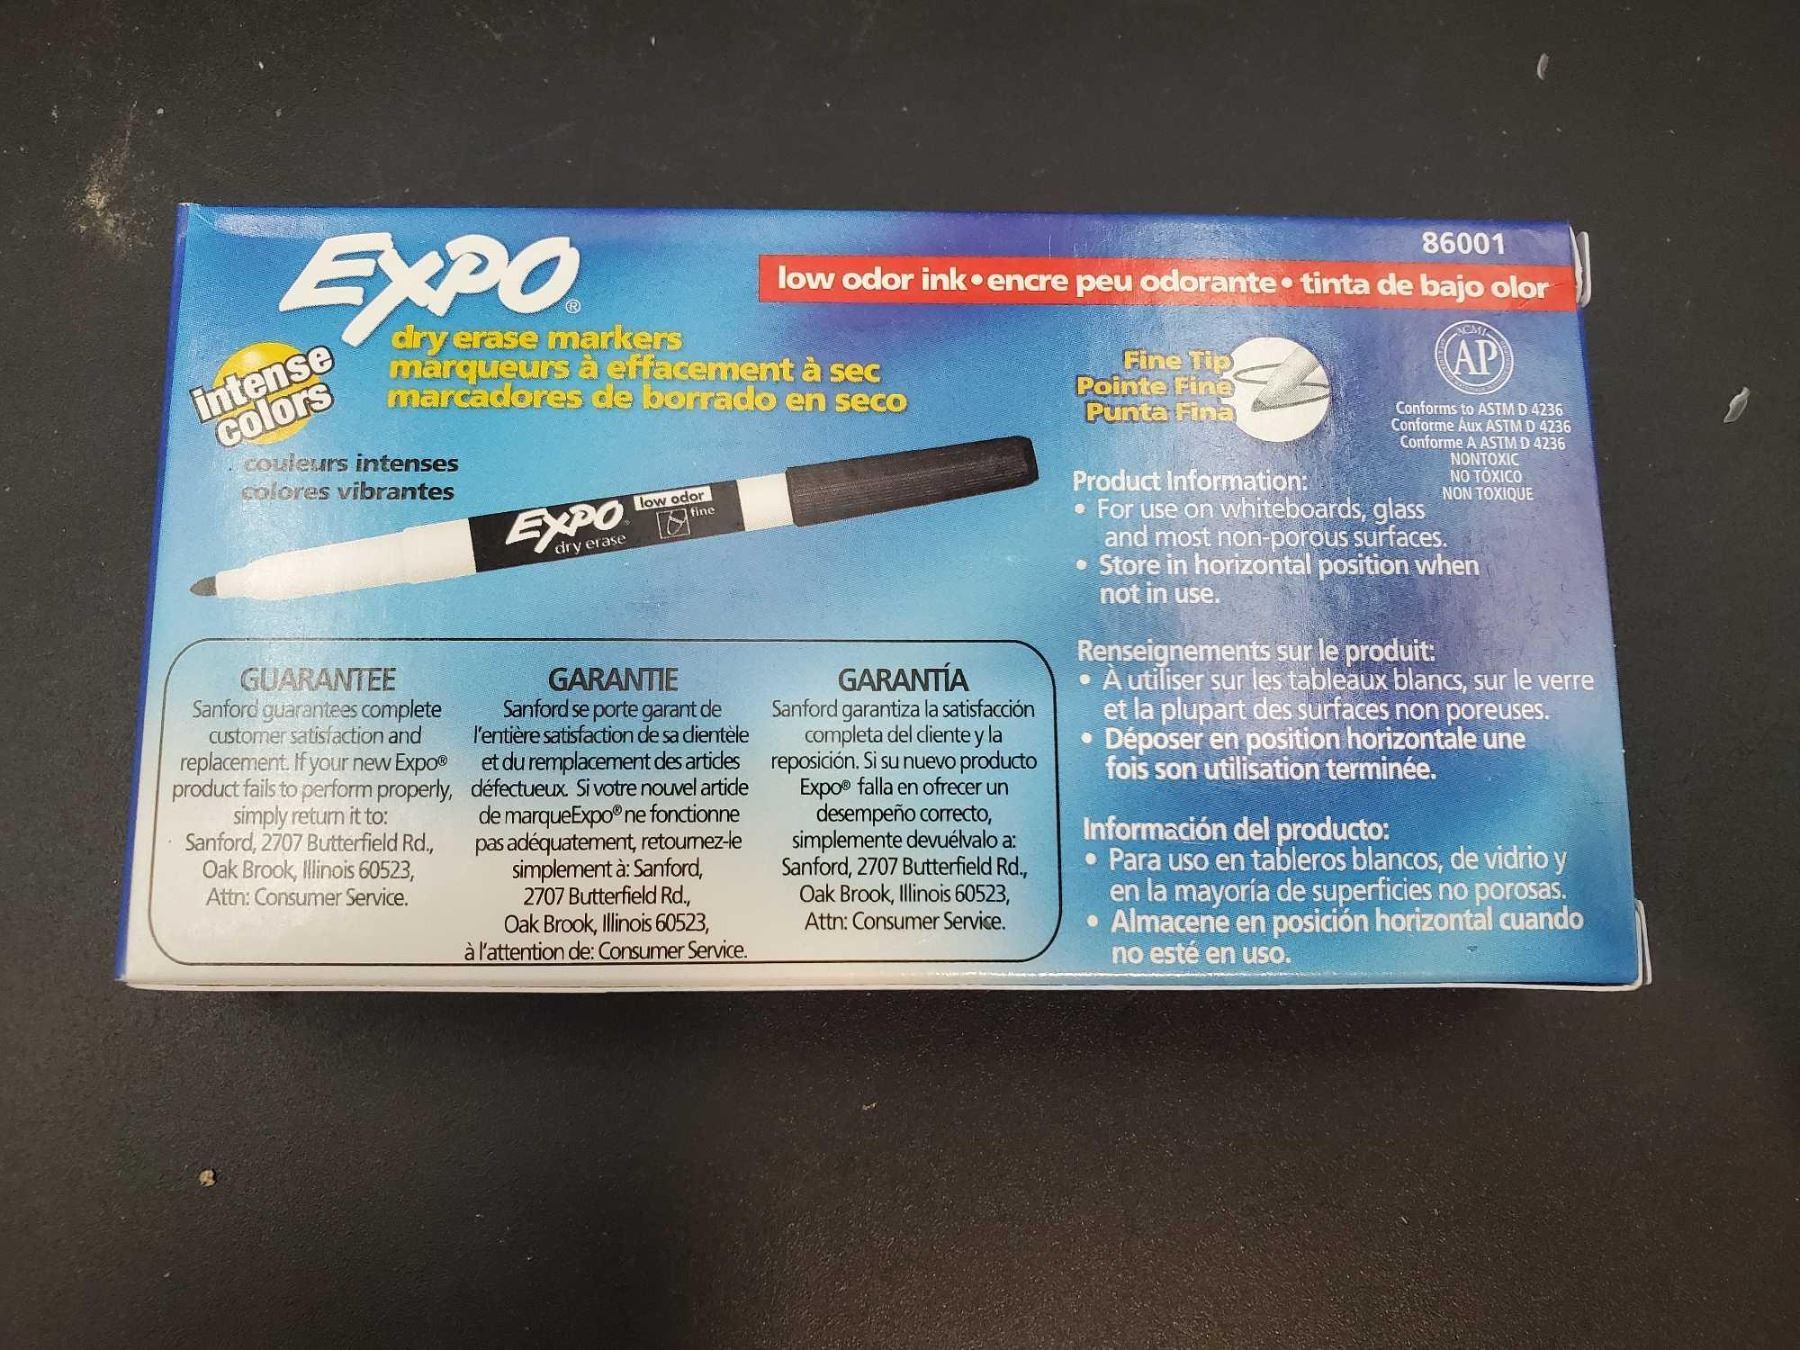 EXPO®
86001
low odor ink • encre peu odorante • tinta de bajo olor
dry erase markers
marqueurs à effacement à sec
marcadores de borrado en seco
intense
colors
couleurs intenses
colores vibrantes
Fine Tip
Pointe Fine
Punta Fina
ACMI
AP
Conforms to ASTM D 4236
Conforme Aux ASTM D 4236
Conforme A ASTM D 4236
NONTOXIC
NO TÓXICO
NON TOXIQUE
EXPO
dry erase
low odor
fine
Product Information:
• For use on whiteboards, glass
and most non-porous surfaces.
• Store in horizontal position when
not in use.
Renseignements sur le produit:
• À utiliser sur les tableaux blancs, sur le verre
et la plupart des surfaces non poreuses.
• Déposer en position horizontale une
fois son utilisation terminée.
Información del producto:
• Para uso en tableros blancos, de vidrio y
en la mayoría de superficies no porosas.
• Almacene en posición horizontal cuando
no esté en uso.
GUARANTEE
Sanford guarantees complete
customer satisfaction and
replacement. If your new Expo®
product fails to perform properly,
simply return it to:
Sanford, 2707 Butterfield Rd.,
Oak Brook, Illinois 60523,
Attn: Consumer Service.
GARANTIE
Sanford se porte garant de
l'entière satisfaction de sa clientèle
et du remplacement des articles
défectueux. Si votre nouvel article
de marqueExpo® ne fonctionne
pas adéquatement, retournez-le
simplement à: Sanford,
2707 Butterfield Rd.,
Oak Brook, Illinois 60523,
à l'attention de: Consumer Service.
GARANTÍA
Sanford garantiza la satisfacción
completa del cliente y la
reposición. Si su nuevo producto
Expo® falla en ofrecer un
desempeño correcto,
simplemente devuélvalo a:
Sanford, 2707 Butterfield Rd.,
Oak Brook, Illinois 60523,
Attn: Consumer Service.